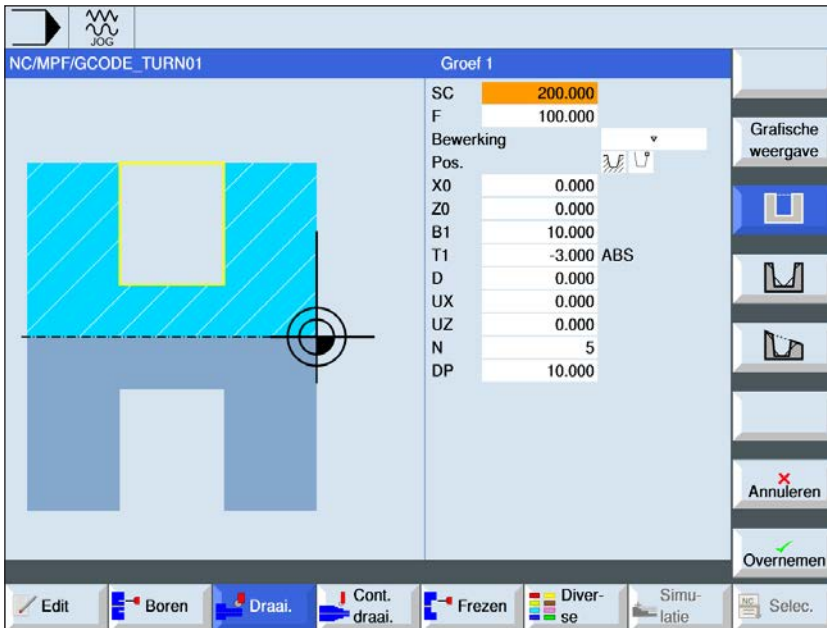 JOG
NC/MPF/GCODE_TURN01
Groef 1
SC 200.000
F 100.000
Bewerking
Pos.
X0 0.000
Z0 0.000
B1 10.000
T1 -3.000 ABS
D 0.000
UX 0.000
UZ 0.000
N 5
DP 10.000
Grafische
weergave
Annuleren
Overnemen
Edit
Boren
Draai.
Cont.
draai.
Frezen
Diver-
se
Simu-
latie
NC
Selec.